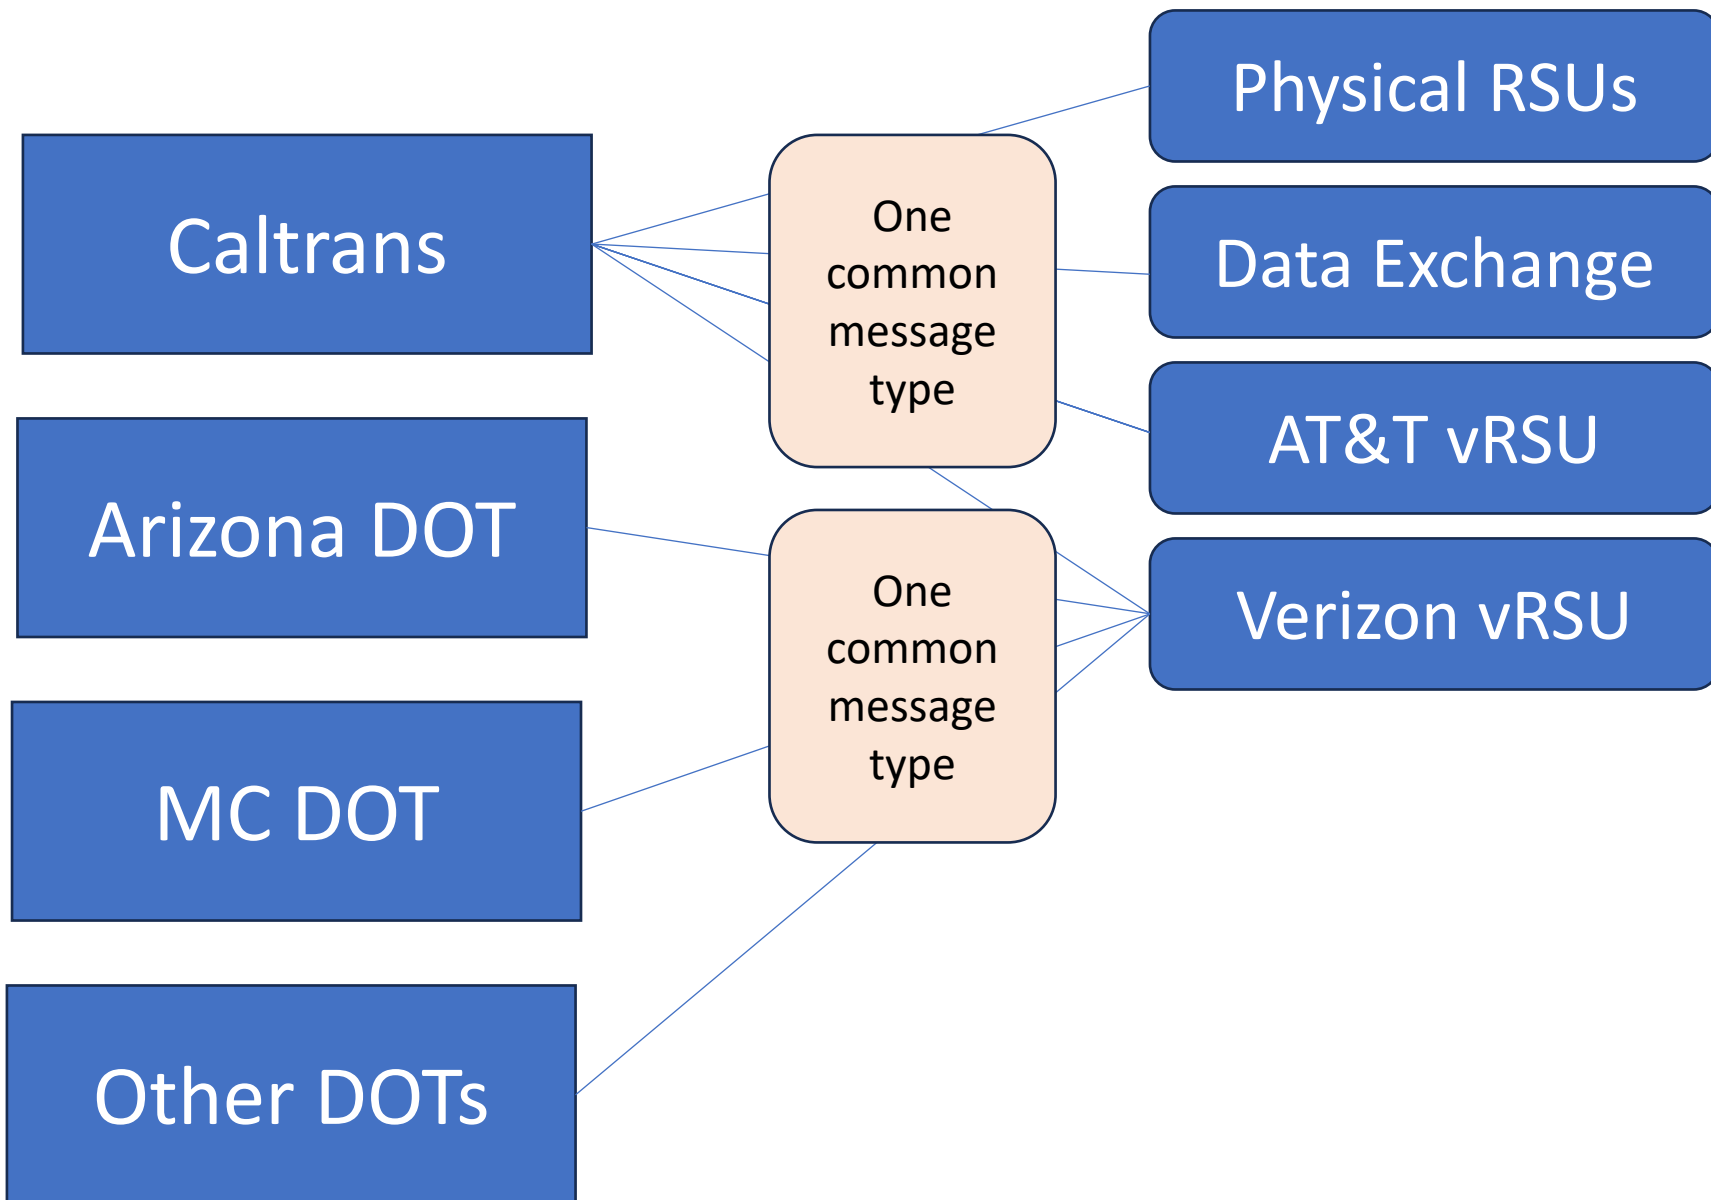 Caltrans
Arizona DOT
MC DOT
Other DOTs
One
common
message
type
One
common
message
type
Physical RSUs
Data Exchange
AT&T vRSU
Verizon vRSU